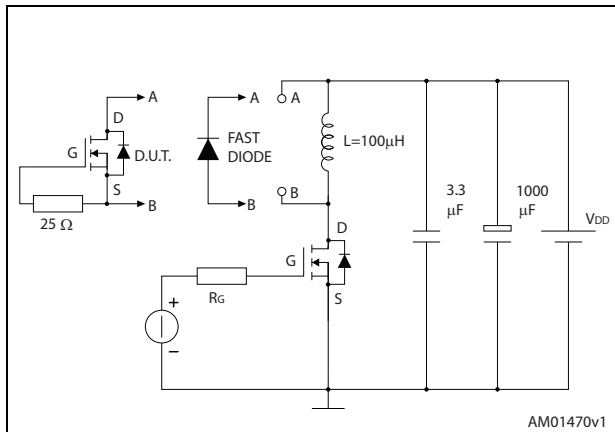 A
A
A
D
FAST
DIODE
L=100μH
G
D.U.T.
S
B
B
B
25 Ω
3.3
μF
1000
μF
VDD
D
G
S
RG
+
−
AM01470v1